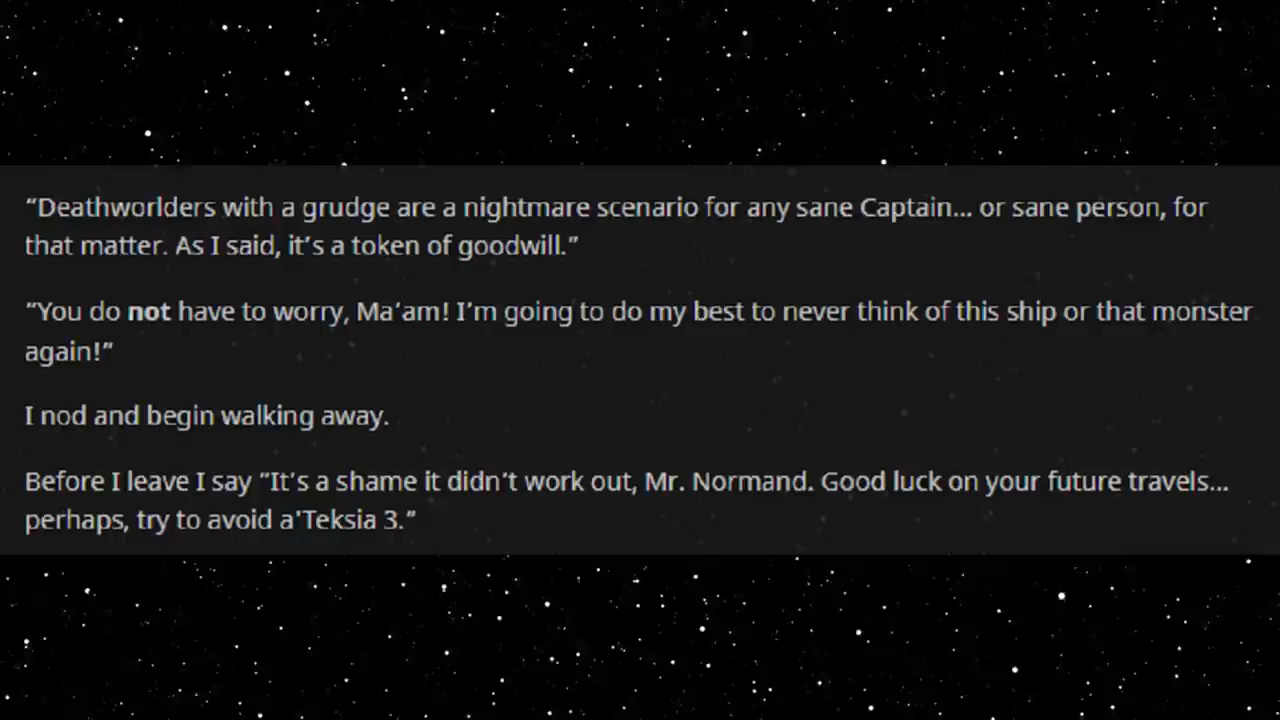 “Deathworlders with a grudge are a nightmare scenario for any sane Captain... or sane person, for
that matter. As I said, it’s a token of goodwill.”
“You do not have to worry, Ma’am! I’m going to do my best to never think of this ship or that monster
again!”
I nod and begin walking away.
Before I leave I say “It’s a shame it didn’t work out, Mr. Normand. Good luck on your future travels...
perhaps, try to avoid a'Teksia 3.”